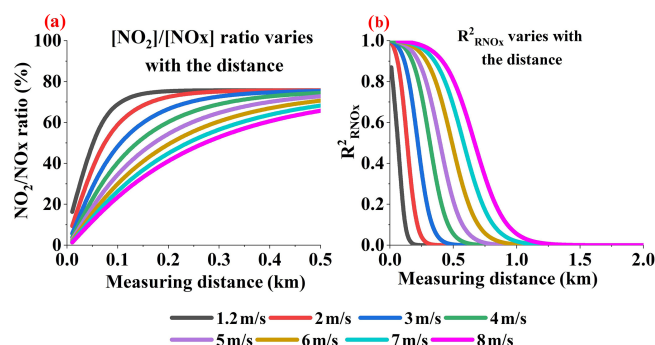 (a)
[NO₂]/[NOx] ratio varies
with the distance
NO₂/NOx ratio (%)
100
80
60
40
20
0
0.0 0.1 0.2 0.3 0.4 0.5
Measuring distance (km)
(b)
R²RNOx varies with
the distance
R²RNOx
1.0
0.8
0.6
0.4
0.2
0.0
0.0 0.5 1.0 1.5 2.0
Measuring distance (km)
1.2 m/s 2 m/s 3 m/s 4 m/s
5 m/s 6 m/s 7 m/s 8 m/s